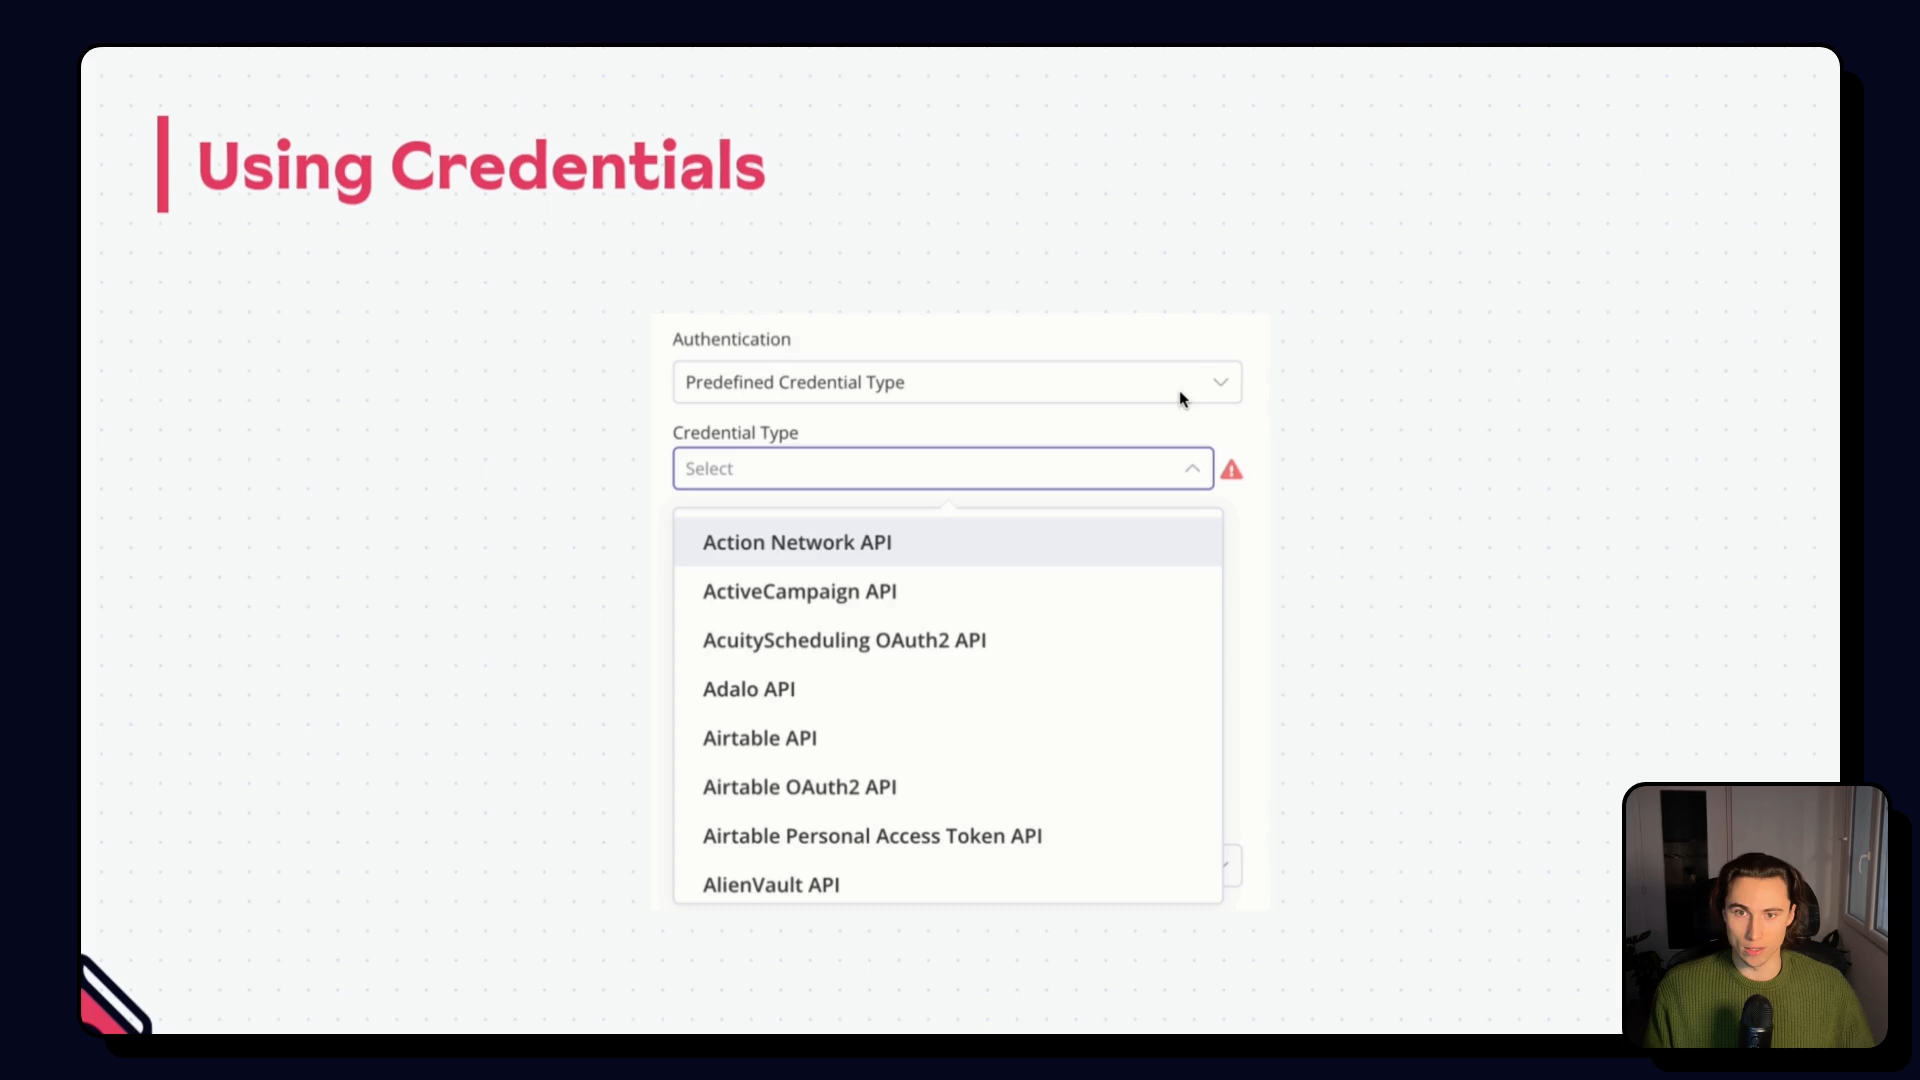 Using Credentials
Authentication
Predefined Credential Type
Credential Type
Select
Action Network API
ActiveCampaign API
AcuityScheduling OAuth2 API
Adalo API
Airtable API
Airtable OAuth2 API
Airtable Personal Access Token API
AlienVault API